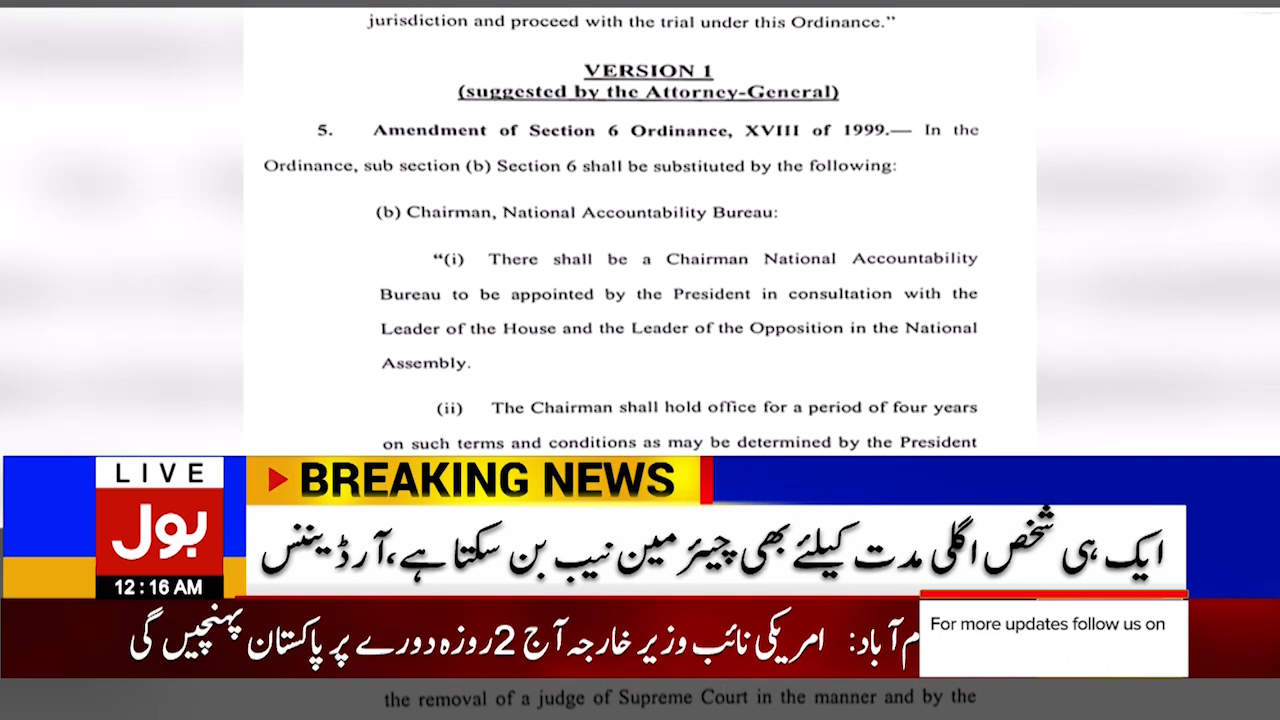 jurisdiction and proceed with the trial under this Ordinance."
VERSION 1
(suggested by the Attorney-General)
5. Amendment of Section 6 Ordinance, XVIII of 1999.— In the
Ordinance, sub section (b) Section 6 shall be substituted by the following:
(b) Chairman, National Accountability Bureau:
“(i) There shall be a Chairman National Accountability
Bureau to be appointed by the President in consultation with the
Leader of the House and the Leader of the Opposition in the National
Assembly.
(ii) The Chairman shall hold office for a period of four years
on such terms and conditions as may be determined by the President
LIVE
BREAKING NEWS
بول
ایک ہی شخص اگلی مدت کیلئے بھی چیئرمین نیب بن سکتا ہے،آرڈیننس
12:16 AM
م آباد: امریکی نائب وزیر خارجہ آج 2روزہ دورے پر پاکستان پہنچیں گی
For more updates follow us on
the removal of a judge of Supreme Court in the manner and by the